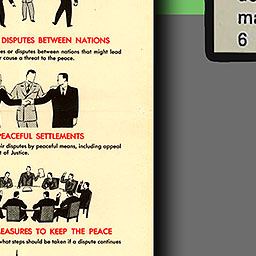 DISPUTES BETWEEN NATIONS
es or disputes between nations that might lead
r cause a threat to the peace.
PEACEFUL SETTLEMENTS
ir disputes by peaceful means, including appeal
t of Justice.
EASURES TO KEEP THE PEACE
what steps should be taken if a dispute continues
ma
6